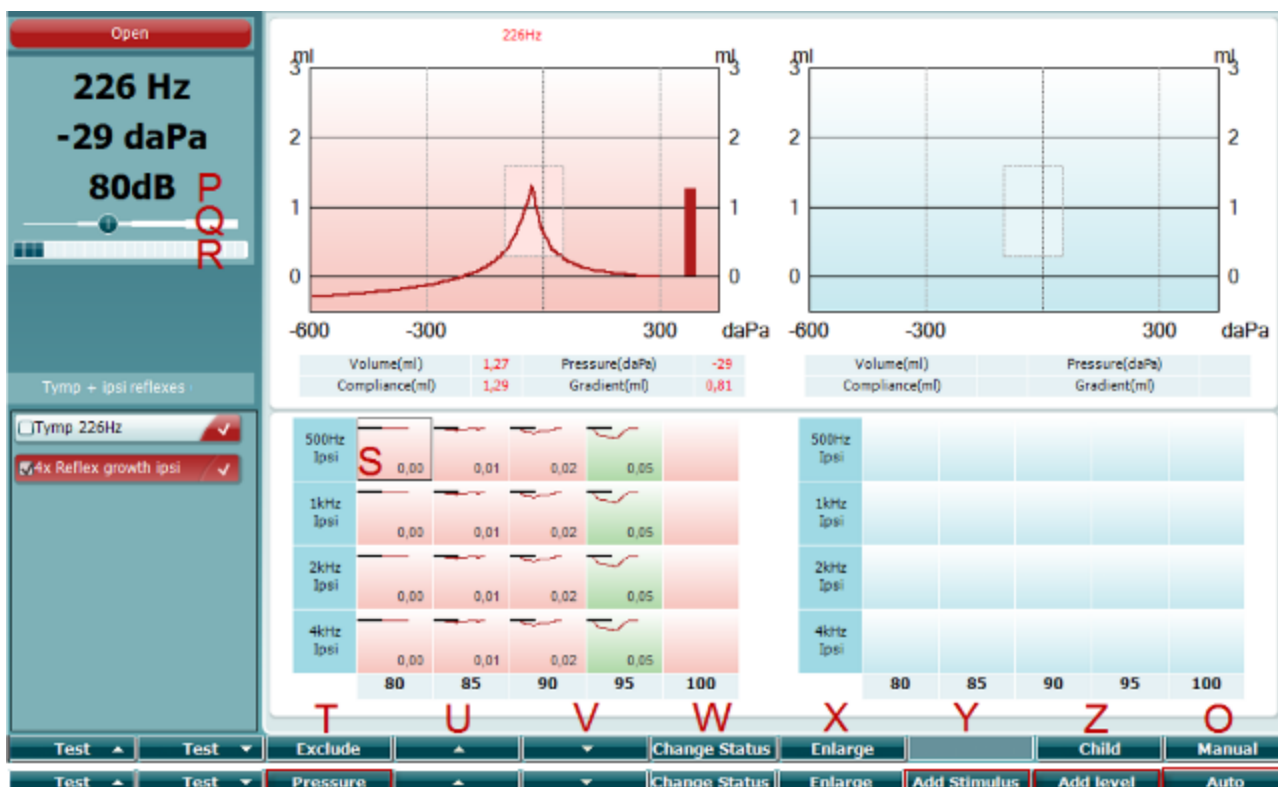 Open
226 Hz
-29 daPa
80dB P
Q
R
Tymp + ipsi reflexes
Tymp 226Hz
4x Reflex growth ipsi
226Hz
ml ml
3 3
2 2
1 1
0 0
-600 -300 300 daPa
Volume(ml) 1,27 Pressure(daPa) -29
Compliance(ml) 1,29 Gradient(ml) 0,81
ml ml
3 3
2 2
1 1
0 0
-600 -300 300 daPa
Volume(ml) Pressure(daPa)
Compliance(ml) Gradient(ml)
500Hz
Ipsi S 0,00 0,01 0,02 0,05
1kHz
Ipsi 0,00 0,01 0,02 0,05
2kHz
Ipsi 0,00 0,01 0,02 0,05
4kHz
Ipsi 0,00 0,01 0,02 0,05
80 85 90 95 100
500Hz
Ipsi
1kHz
Ipsi
2kHz
Ipsi
4kHz
Ipsi
80 85 90 95 100
T U V W X Y Z O
Test Test Exclude Change Status Enlarge Child Manual
Test Test Pressure Change Status Enlarge Add Stimulus Add level Auto